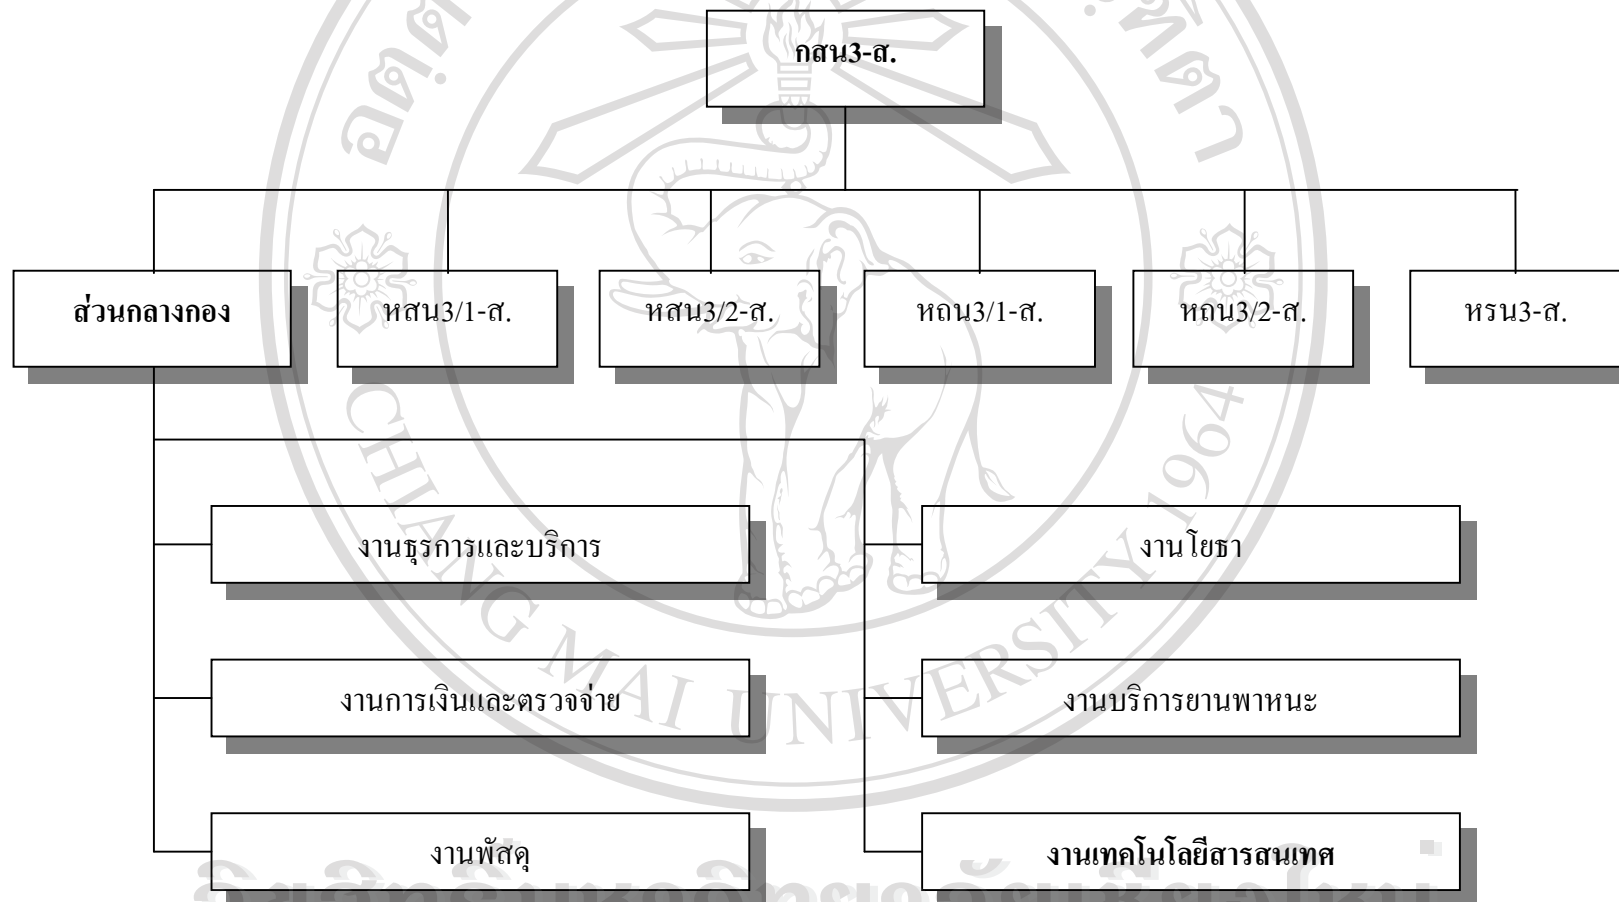 กสน3-ส.
ส่วนกลางกอง
หสน3/1-ส.
หสน3/2-ส.
หถน3/1-ส.
หถน3/2-ส.
หรน3-ส.
งานธุรการและบริการ
งานโยธา
งานการเงินและตรวจจ่าย
งานบริการยานพาหนะ
งานพัสดุ
งานเทคโนโลยีสารสนเทศ
CHIANG MAI UNIVERSITY 1964